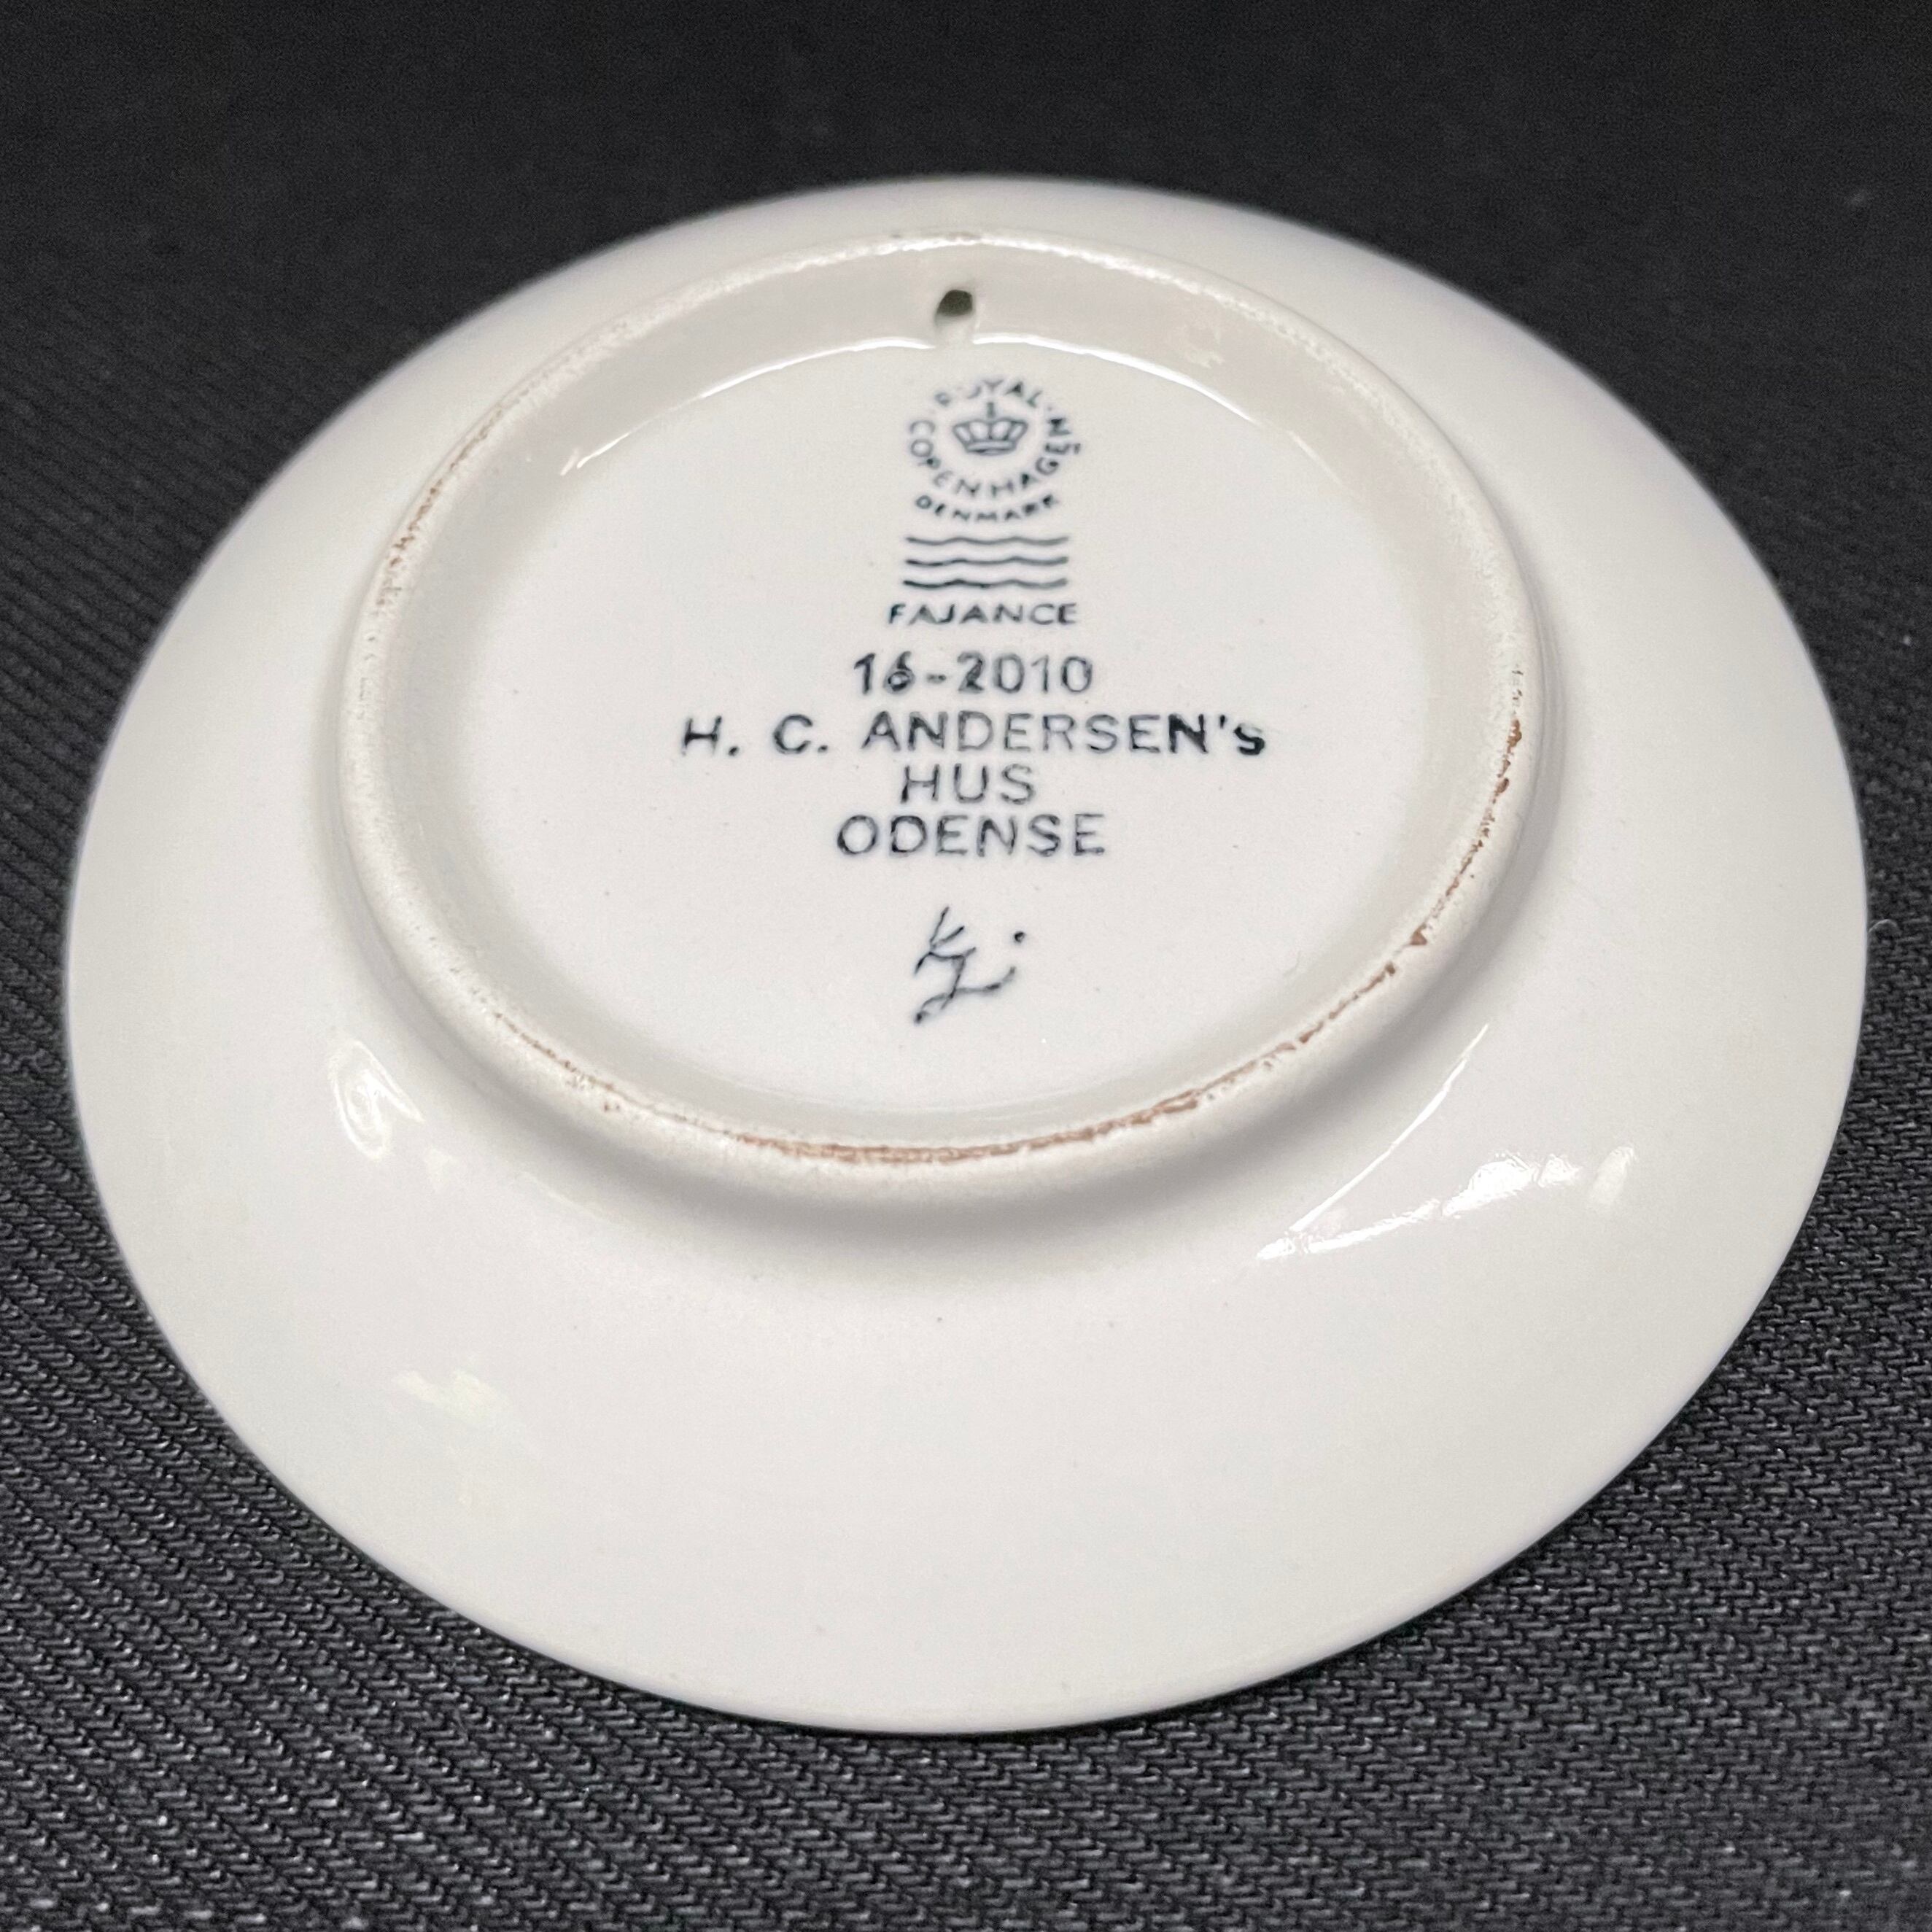 ROYAL
COPENHAGEN
DENMARK
FAJANCE
16-2010
H. C. ANDERSEN's
HUS
ODENSE